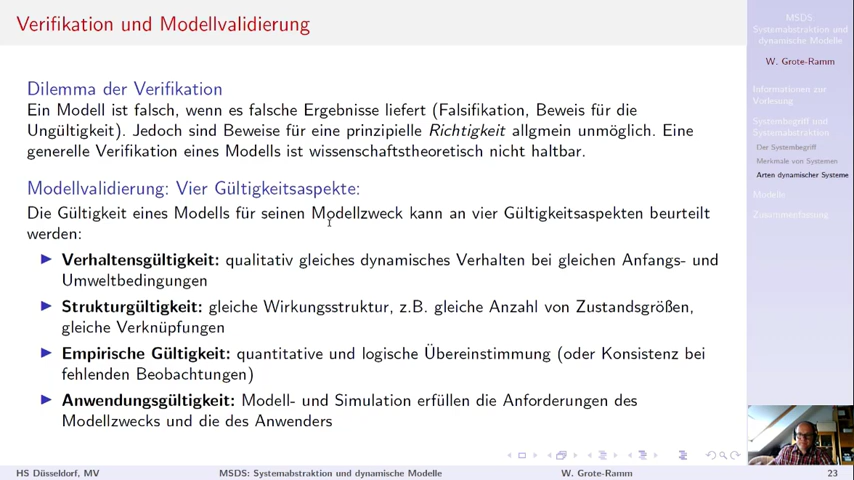 Verifikation und Modellvalidierung
Dilemma der Verifikation
Ein Modell ist falsch, wenn es falsche Ergebnisse liefert (Falsifikation, Beweis für die
Ungültigkeit). Jedoch sind Beweise für eine prinzipielle Richtigkeit allgmein unmöglich. Eine
generelle Verifikation eines Modells ist wissenschaftstheoretisch nicht haltbar.
Modellvalidierung: Vier Gültigkeitsaspekte:
Die Gültigkeit eines Modells für seinen Modellzweck kann an vier Gültigkeitsaspekten beurteilt
werden:
Verhaltensgültigkeit: qualitativ gleiches dynamisches Verhalten bei gleichen Anfangs- und
Umweltbedingungen
Strukturgültigkeit: gleiche Wirkungsstruktur, z.B. gleiche Anzahl von Zustandsgrößen,
gleiche Verknüpfungen
Empirische Gültigkeit: quantitative und logische Übereinstimmung (oder Konsistenz bei
fehlenden Beobachtungen)
Anwendungsgültigkeit: Modell- und Simulation erfüllen die Anforderungen des
Modellzwecks und die des Anwenders
MSDS:
Systemabstraktion und
dynamische Modelle
W. Grote-Ramm
Informationen zur
Vorlesung
Systembegriff und
Systemabstraktion
Der Systembegriff
Merkmale von Systemen
Arten dynamischer Systeme
Modelle
Zusammenfassung
HS Düsseldorf, MV
MSDS: Systemabstraktion und dynamische Modelle
W. Grote-Ramm
23